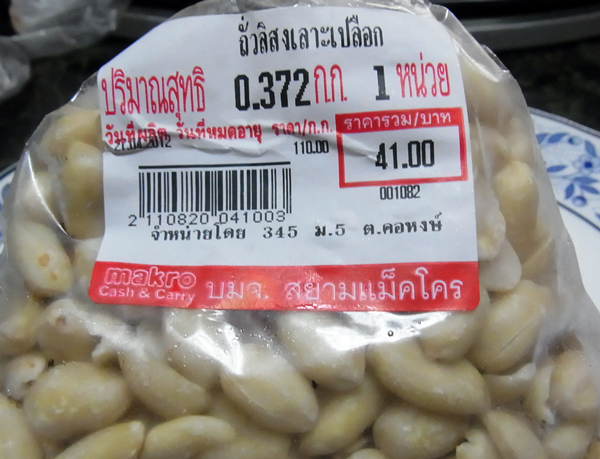 ถั่วลิสงเลาะเปลือก
ปริมาณสุทธิ 0.372 ก.ก. 1 หน่วย
วันที่ผลิต วันที่หมดอายุ ราคา/ก.ก. ราคารวม/บาท
2012 110.00 41.00
001082
2 110820 041003
จำหน่ายโดย 345 ม.5 ต.คอหงษ์
makro
Cash & Carry บมจ. สยามแม็คโคร